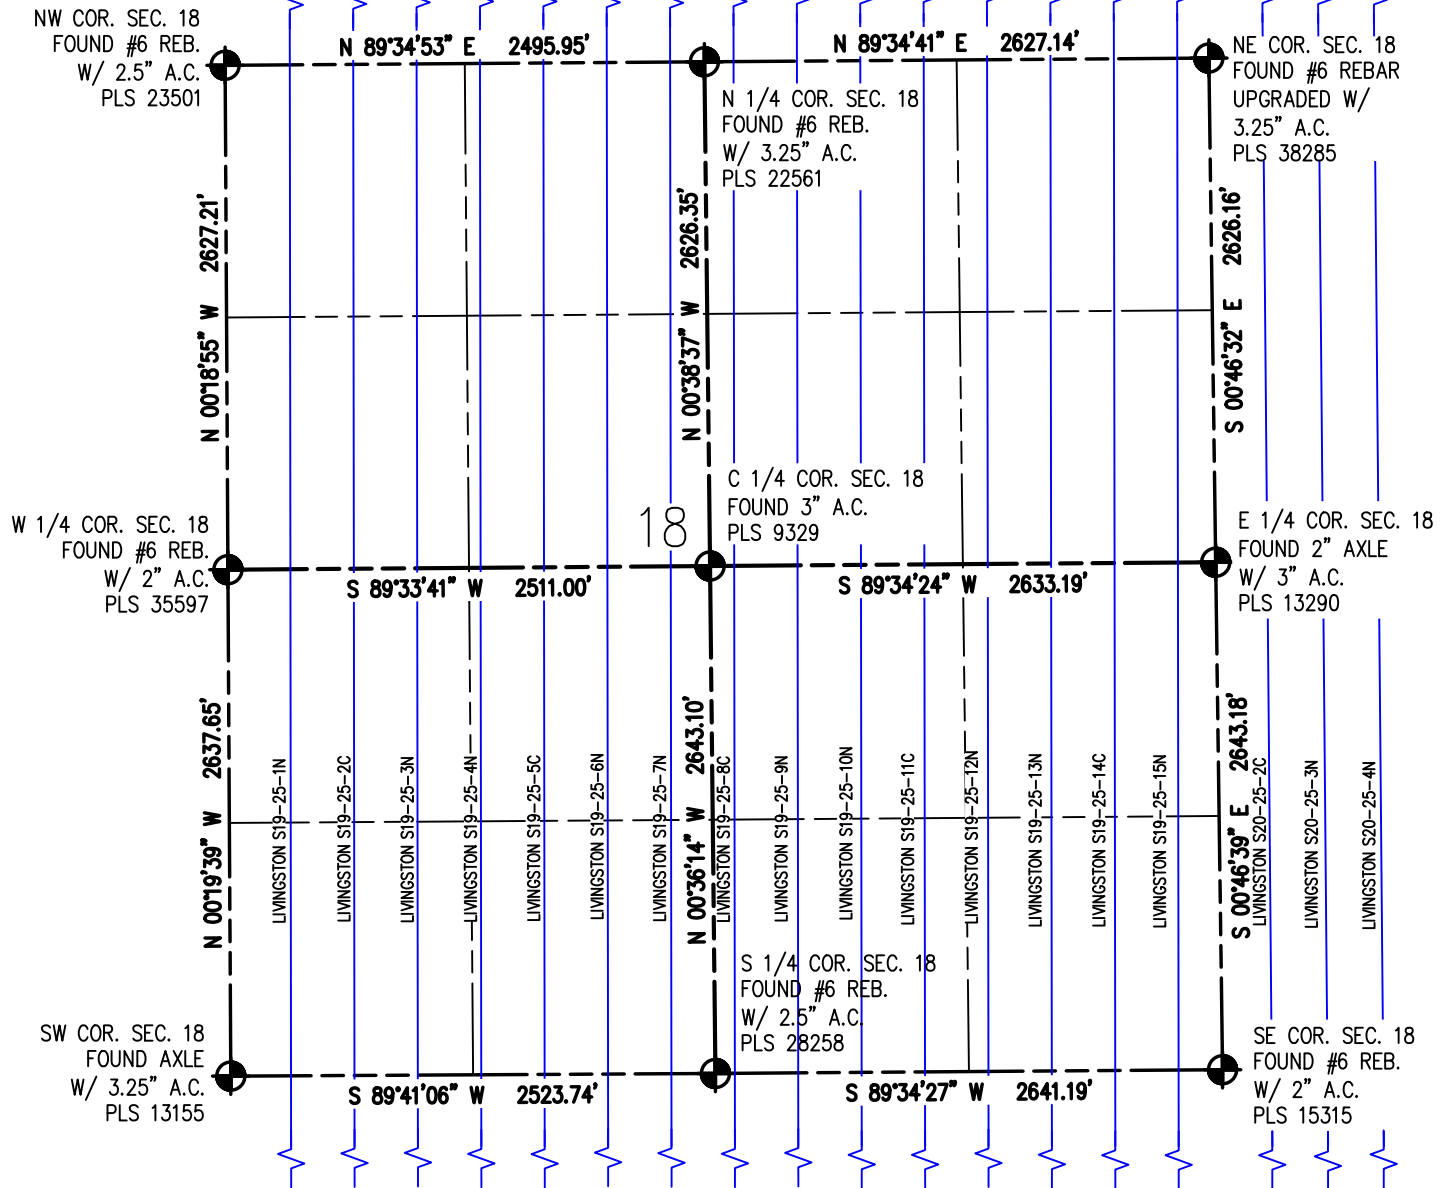 NW COR. SEC. 18
FOUND #6 REB.
W/ 2.5" A.C.
PLS 23501
N 89°34'53" E 2495.95'
N 89°34'41" E 2627.14'
NE COR. SEC. 18
FOUND #6 REBAR
UPGRADED W/
3.25" A.C.
PLS 38285
N 1/4 COR. SEC. 18
FOUND #6 REB.
W/ 3.25" A.C.
PLS 22561
N 00°18'55" W 2627.21'
N 00°38'37" W 2626.35'
S 00°46'32" E 2626.16'
W 1/4 COR. SEC. 18
FOUND #6 REB.
W/ 2" A.C.
PLS 35597
18
C 1/4 COR. SEC. 18
FOUND 3" A.C.
PLS 9329
E 1/4 COR. SEC. 18
FOUND 2" AXLE
W/ 3" A.C.
PLS 13290
S 89°33'41" W 2511.00'
S 89°34'24" W 2633.19'
N 00°19'39" W 2637.65'
LIVINGSTON S19-25-1N
LIVINGSTON S19-25-2C
LIVINGSTON S19-25-3N
LIVINGSTON S19-25-4N
LIVINGSTON S19-25-5C
LIVINGSTON S19-25-6N
LIVINGSTON S19-25-7N
N 00°36'14" W 2643.10'
LIVINGSTON S19-25-8C
LIVINGSTON S19-25-9N
LIVINGSTON S19-25-10N
LIVINGSTON S19-25-11C
LIVINGSTON S19-25-12N
LIVINGSTON S19-25-13N
LIVINGSTON S19-25-14C
LIVINGSTON S19-25-15N
S 00°46'39" E 2643.18'
LIVINGSTON S20-25-2C
LIVINGSTON S20-25-3N
LIVINGSTON S20-25-4N
SW COR. SEC. 18
FOUND AXLE
W/ 3.25" A.C.
PLS 13155
S 1/4 COR. SEC. 18
FOUND #6 REB.
W/ 2.5" A.C.
PLS 28258
SE COR. SEC. 18
FOUND #6 REB.
W/ 2" A.C.
PLS 15315
S 89°41'06" W 2523.74'
S 89°34'27" W 2641.19'